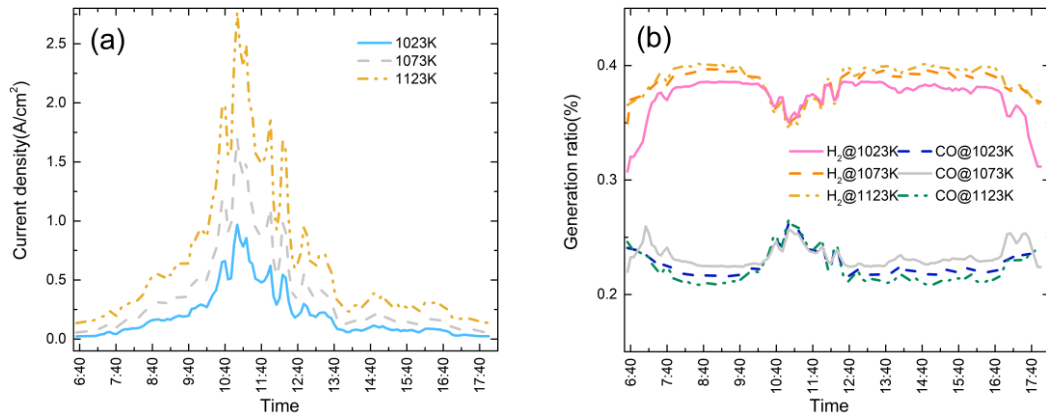 (a)
1023K
1073K
1123K
Current density(A/cm²)
2.5
2.0
1.5
1.0
0.5
0.0
6:40
7:40
8:40
9:40
10:40
11:40
12:40
13:40
14:40
15:40
16:40
17:40
Time
(b)
H₂@1023K CO@1023K
H₂@1073K CO@1073K
H₂@1123K CO@1123K
Generation ratio(%)
0.4
0.3
0.2
6:40
7:40
8:40
9:40
10:40
11:40
12:40
13:40
14:40
15:40
16:40
17:40
Time